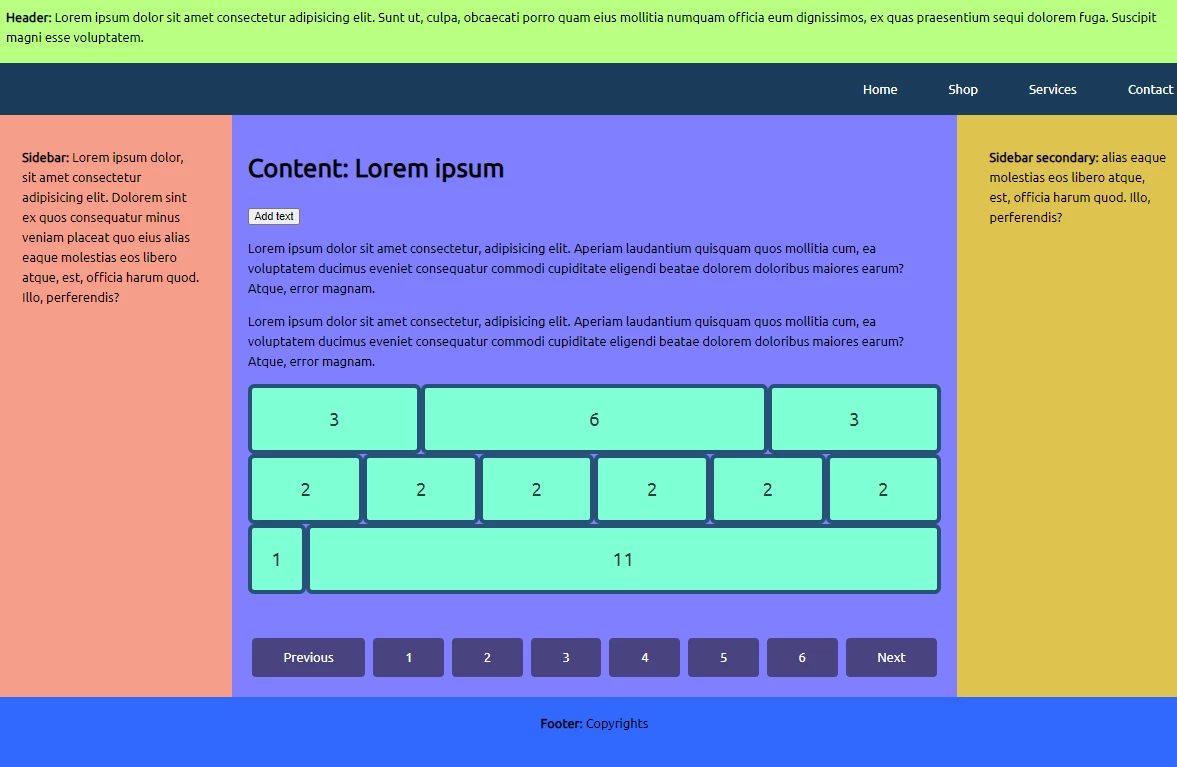 Header: Lorem ipsum dolor sit amet consectetur adipisicing elit. Sunt ut, culpa, obcaecati porro quam eius mollitia numquam officia eum dignissimos, ex quas praesentium sequi dolorem fuga. Suscipit
magni esse voluptatem.
Home Shop Services Contact
Sidebar: Lorem ipsum dolor,
sit amet consectetur
adipisicing elit. Dolorem sint
ex quos consequatur minus
veniam placeat quo eius alias
eaque molestias eos libero
atque, est, officia harum quod.
Illo, perferendis?
Content: Lorem ipsum
Add text
Lorem ipsum dolor sit amet consectetur, adipisicing elit. Aperiam laudantium quisquam quos mollitia cum, ea
voluptatem ducimus eveniet consequatur commodi cupiditate eligendi beatae dolorem doloribus maiores earum?
Atque, error magnam.
Lorem ipsum dolor sit amet consectetur, adipisicing elit. Aperiam laudantium quisquam quos mollitia cum, ea
voluptatem ducimus eveniet consequatur commodi cupiditate eligendi beatae dolorem doloribus maiores earum?
Atque, error magnam.
3 6 3
2 2 2 2 2 2
1 11
Previous 1 2 3 4 5 6 Next
Sidebar secondary: alias eaque
molestias eos libero atque,
est, officia harum quod. Illo,
perferendis?
Footer: Copyrights